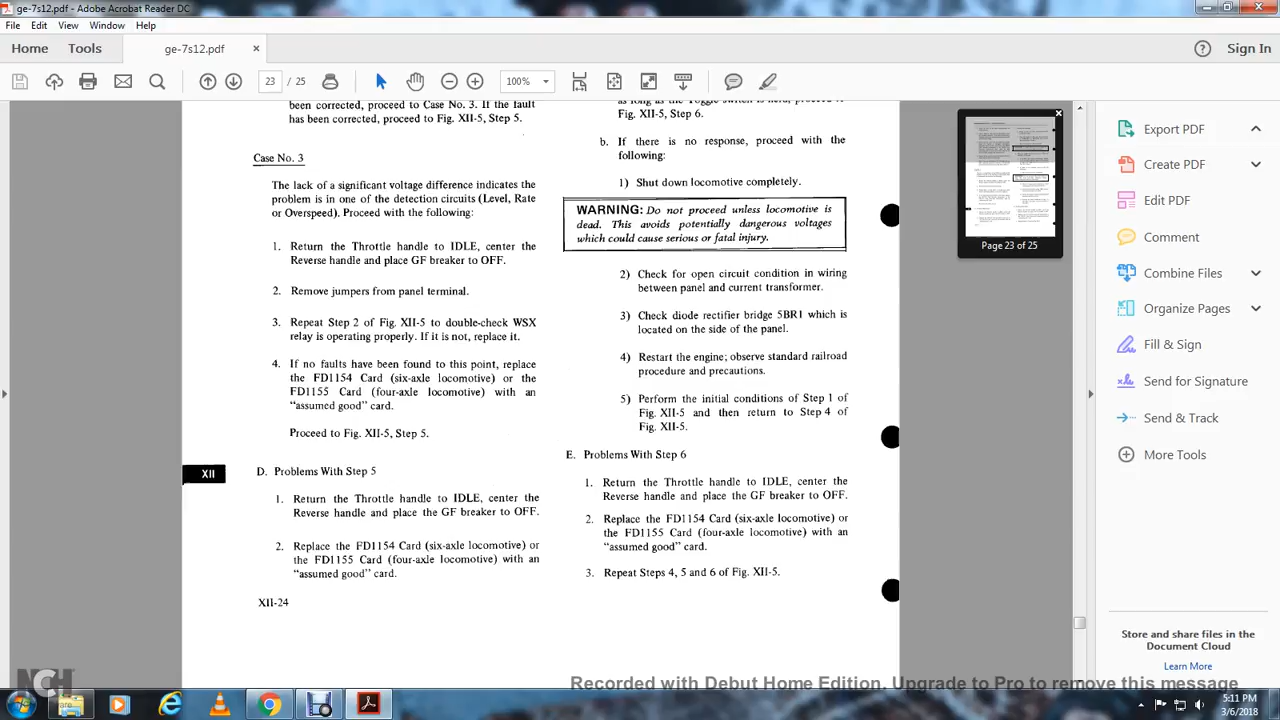 ge-7s12.pdf - Adobe Acrobat Reader DC
File Edit View Window Help
Home Tools ge-7s12.pdf × ? Sign In
23 / 25 100%
been corrected, proceed to Case No. 3. If the fault
has been corrected, proceed to Fig. XII-5, Step 5.
Case No. 3
The lack of a significant voltage difference indicates the
of the detection circuits (Level, Rate
Proceed with the following:
1. Return the Throttle handle to IDLE, center the
Reverse handle and place GF breaker to OFF.
2. Remove jumpers from panel terminal.
3. Repeat Step 2 of Fig. XII-5 to double-check WSX
relay is operating properly. If it is not, replace it.
4. If no faults have been found to this point, replace
the FD1154 Card (six-axle locomotive) or the
FD1155 Card (four-axle locomotive) with an
“assumed good” card.
Proceed to Fig. XII-5, Step 5.
XII
D. Problems With Step 5
1. Return the Throttle handle to IDLE, center the
Reverse handle and place the GF breaker to OFF.
2. Replace the FD1154 Card (six-axle locomotive) or
the FD1155 Card (four-axle locomotive) with an
“assumed good” card.
XII-24
as long as the Toggle switch is held, proceed to
Fig. XII-5, Step 6.
b. If there is no response, proceed with the
following:
1) Shut down locomotive completely.
WARNING: Do not proceed unless locomotive is
dead. This avoids potentially dangerous voltages
which could cause serious or fatal injury.
2) Check for open circuit condition in wiring
between panel and current transformer.
3) Check diode rectifier bridge 5BR1 which is
located on the side of the panel.
4) Restart the engine; observe standard railroad
procedure and precautions.
5) Perform the initial conditions of Step 1 of
Fig. XII-5 and then return to Step 4 of
Fig. XII-5.
E. Problems With Step 6
1. Return the Throttle handle to IDLE, center the
Reverse handle and place the GF breaker to OFF.
2. Replace the FD1154 Card (six-axle locomotive) or
the FD1155 Card (four-axle locomotive) with an
“assumed good” card.
3. Repeat Steps 4, 5 and 6 of Fig. XII-5.
Page 23 of 25
Export PDF
Create PDF
Edit PDF
Comment
Combine Files
Organize Pages
Fill & Sign
Send for Signature
Send & Track
More Tools
Store and share files in the
Document Cloud
Learn More
NCH
Recorded with Debut Home Edition. Upgrade to Pro to remove this message
5:11 PM
3/6/2018